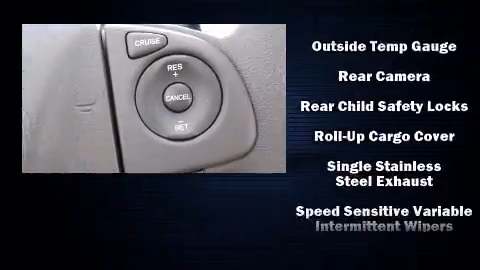 CRUISE
RES
+
CANCEL
−
SET
Outside Temp Gauge
Rear Camera
Rear Child Safety Locks
Roll-Up Cargo Cover
Single Stainless
Steel Exhaust
Speed Sensitive Variable
Intermittent Wipers